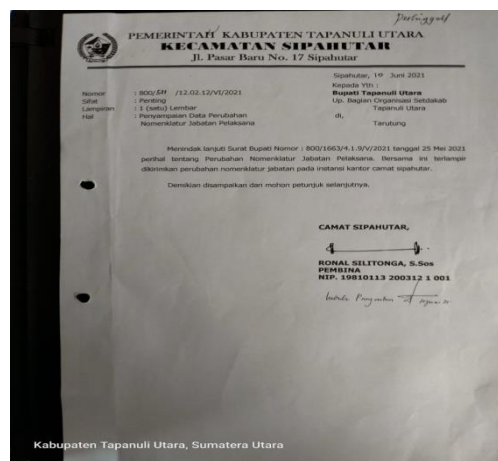 PEMERINTAH KABUPATEN TAPANULI UTARA
KECAMATAN SIPAHUTAR
Jl. Pasar Baru No. 17 Sipahutar
Sipahutar, 10 Juni 2021
Kepada Yth :
Nomor : 800/ /12.02.12/VI/2021 Bupati Tapanuli Utara
Sifat : Penting Up. Bagian Organisasi Setdakab
Lampiran : 1 (satu) Lembar Tapanuli Utara
Hal : Penyampaian Data Perubahan di,
Nomenklatur Jabatan Pelaksana Tarutung
Menindak lanjuti Surat Bupati Nomor : 800/1663/4.1.9/V/2021 tanggal 25 Mei 2021
perihal tentang Perubahan Nomenklatur Jabatan Pelaksana. Bersama ini terlampir
dikirimkan perubahan nomenklatur jabatan pada instansi kantor camat sipahutar.
Demikian disampaikan dan mohon petunjuk selanjutnya.
CAMAT SIPAHUTAR,
RONAL SILITONGA, S.Sos
PEMBINA
NIP. 19810113 200312 1 001
Kabupaten Tapanuli Utara, Sumatera Utara